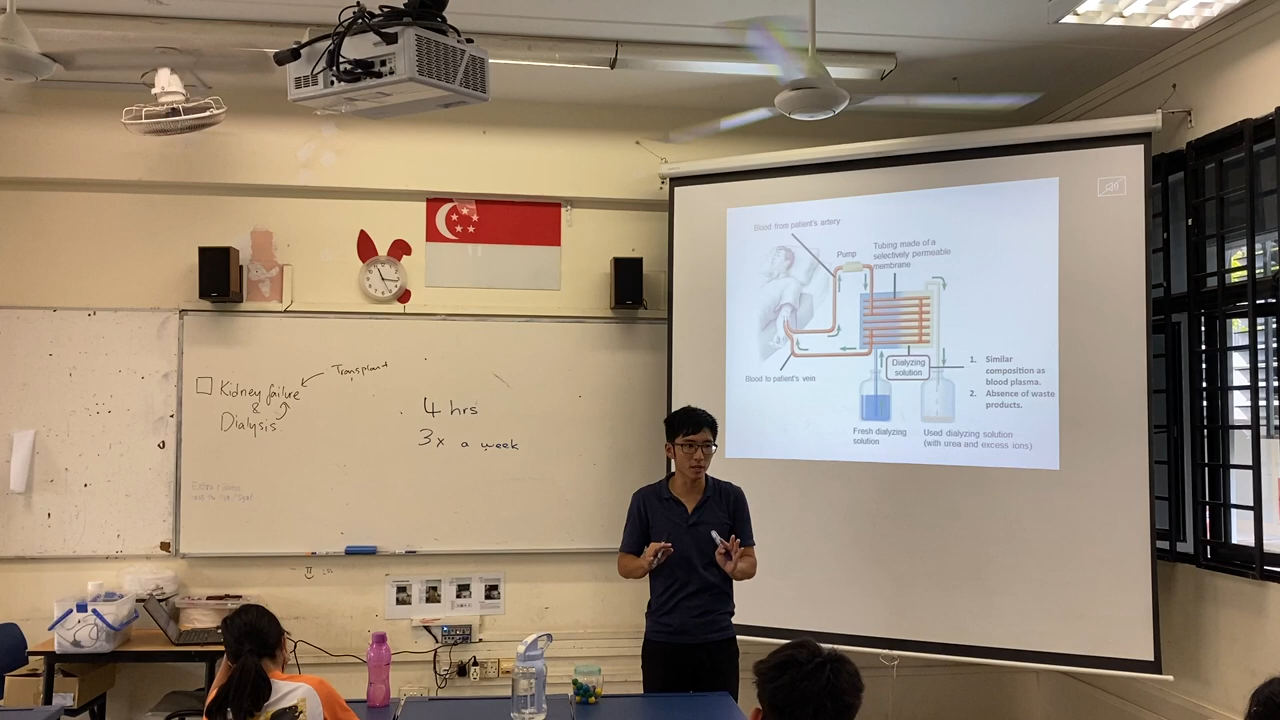 Kidney failure
Transplant
&
Dialysis
4 hrs
3x a week
Blood from patient's artery
Pump
Tubing made of a
selectively permeable
membrane
Blood to patient's vein
Dialyzing
solution
1. Similar
composition as
blood plasma.
2. Absence of waste
products.
Fresh dialyzing
solution
Used dialyzing solution
(with urea and excess ions)